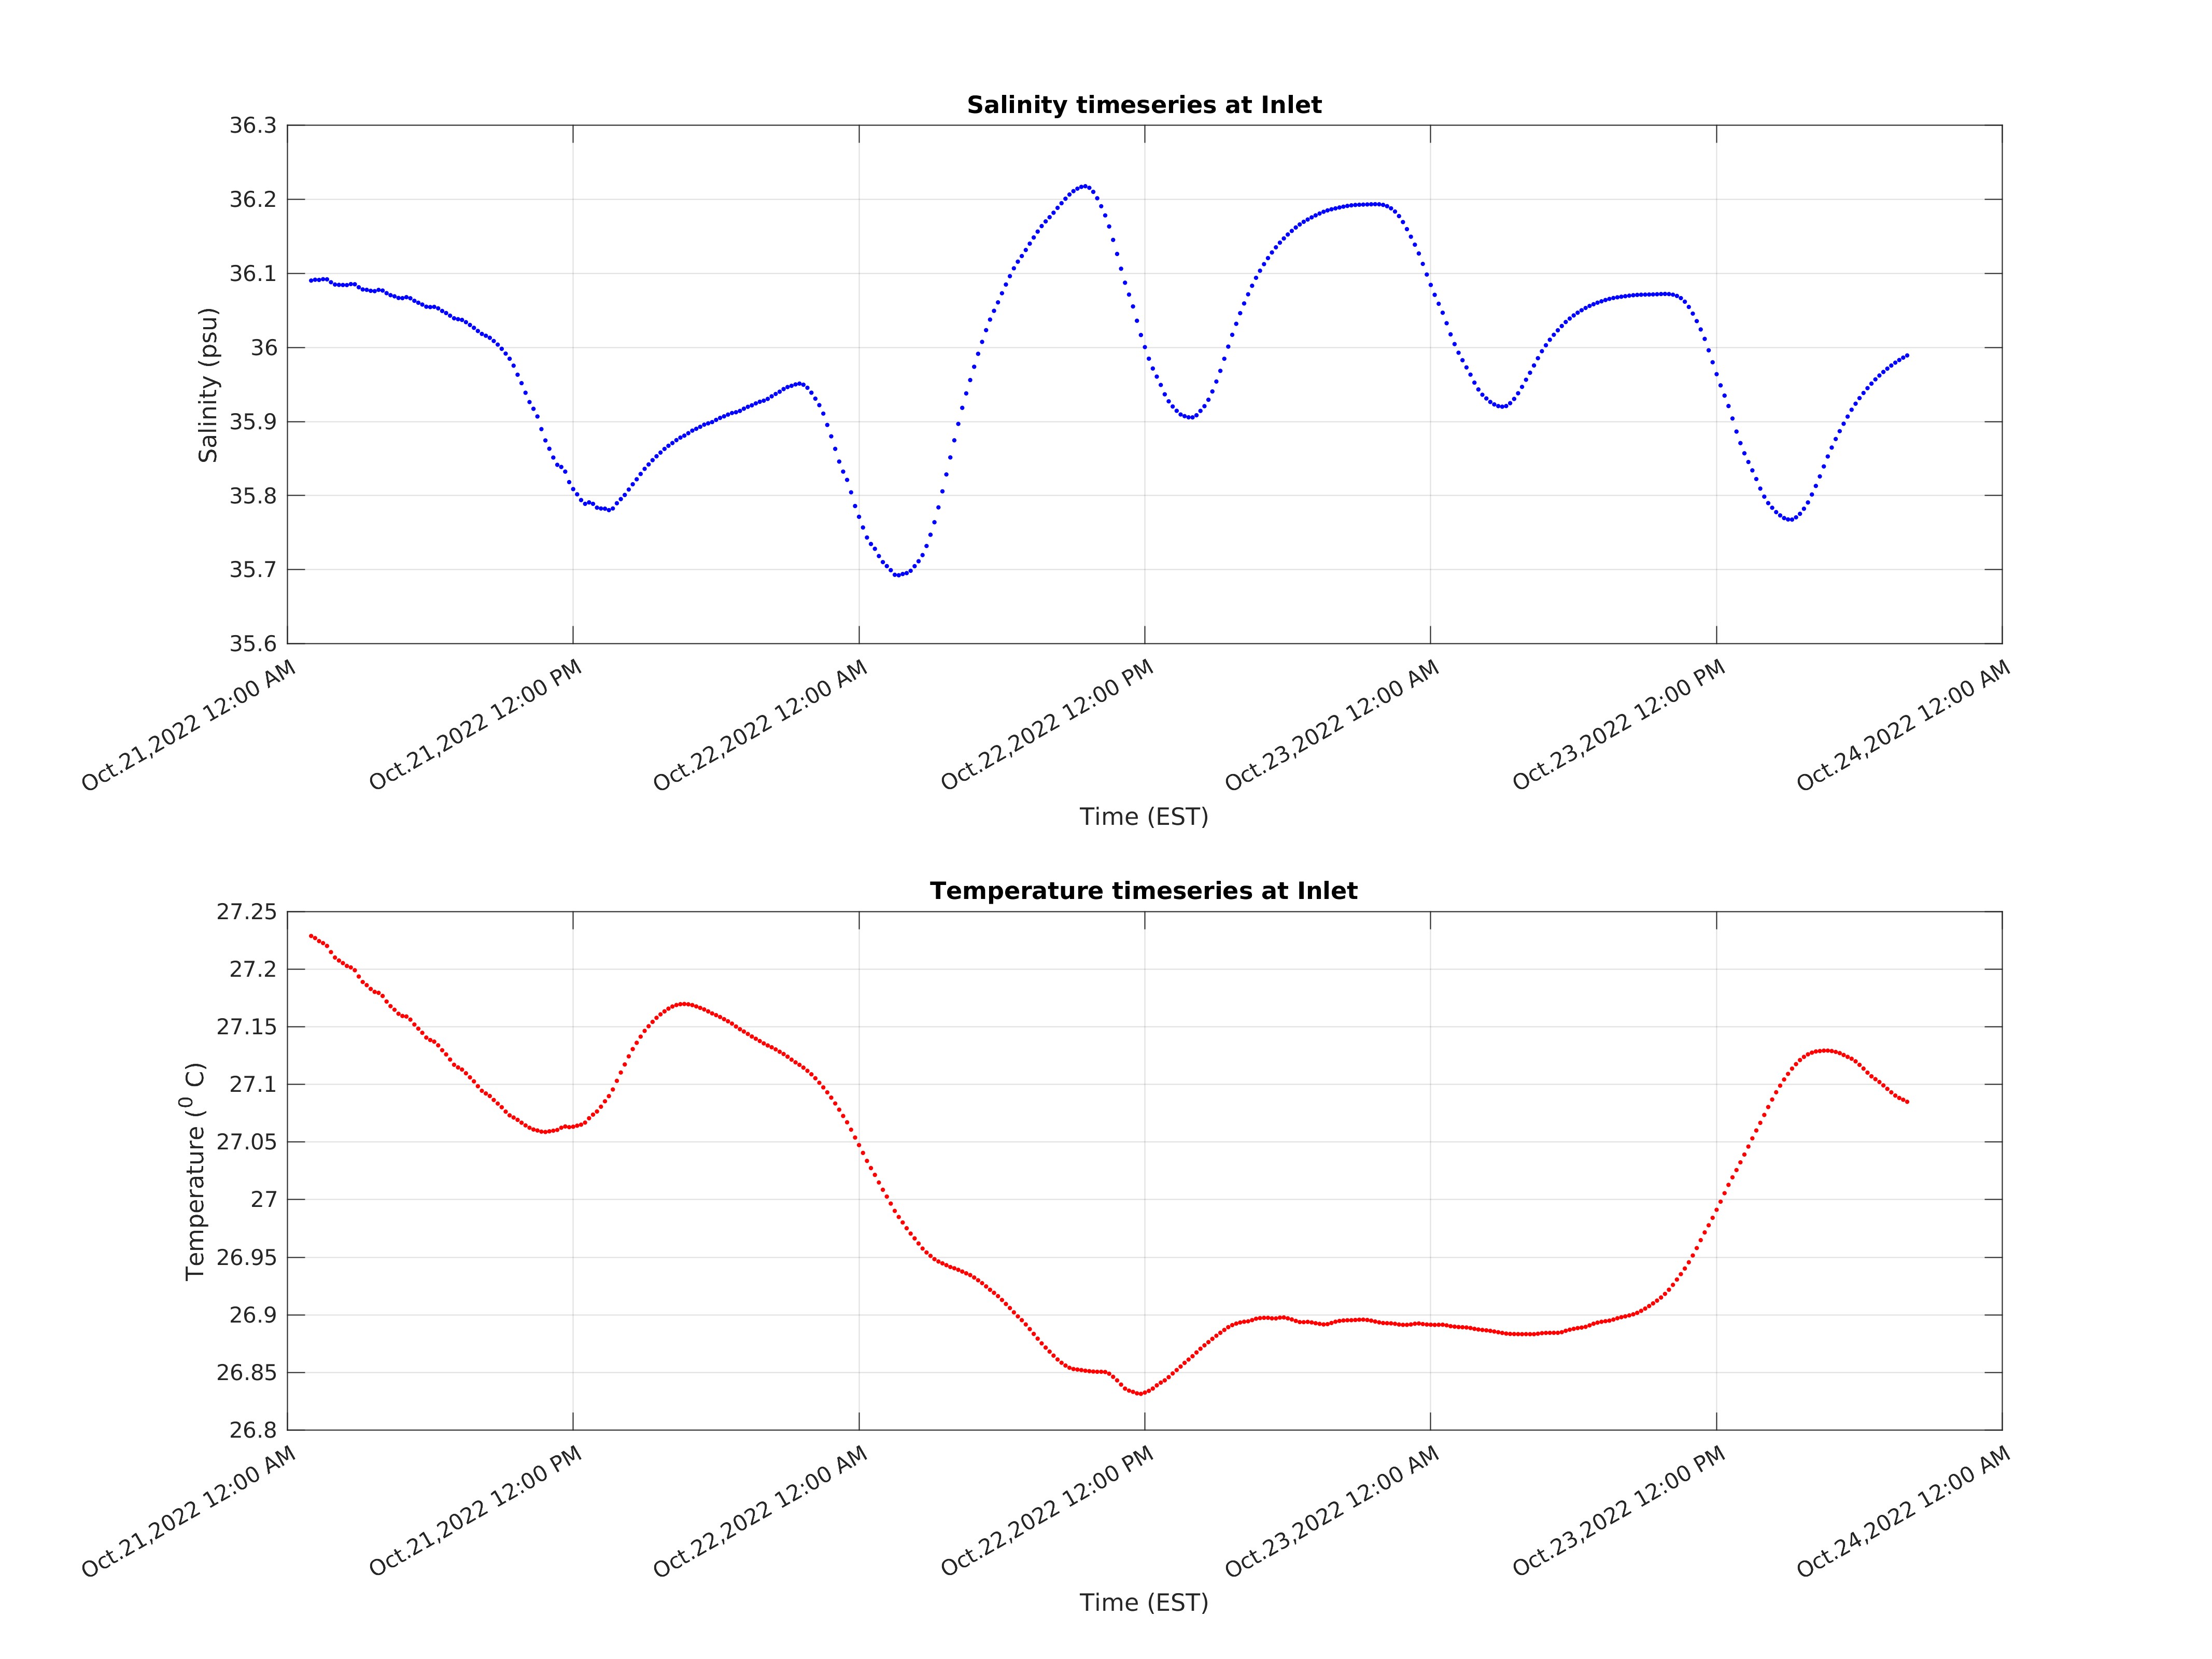 Salinity timeseries at Inlet
36.3
36.2
36.1
36
35.9
35.8
35.7
35.6
Salinity (psu)
Oct.21,2022 12:00 AM
Oct.21,2022 12:00 PM
Oct.22,2022 12:00 AM
Oct.22,2022 12:00 PM
Oct.23,2022 12:00 AM
Oct.23,2022 12:00 PM
Oct.24,2022 12:00 AM
Time (EST)
Temperature timeseries at Inlet
27.25
27.2
27.15
27.1
27.05
27
26.95
26.9
26.85
26.8
Temperature (⁰ C)
Oct.21,2022 12:00 AM
Oct.21,2022 12:00 PM
Oct.22,2022 12:00 AM
Oct.22,2022 12:00 PM
Oct.23,2022 12:00 AM
Oct.23,2022 12:00 PM
Oct.24,2022 12:00 AM
Time (EST)